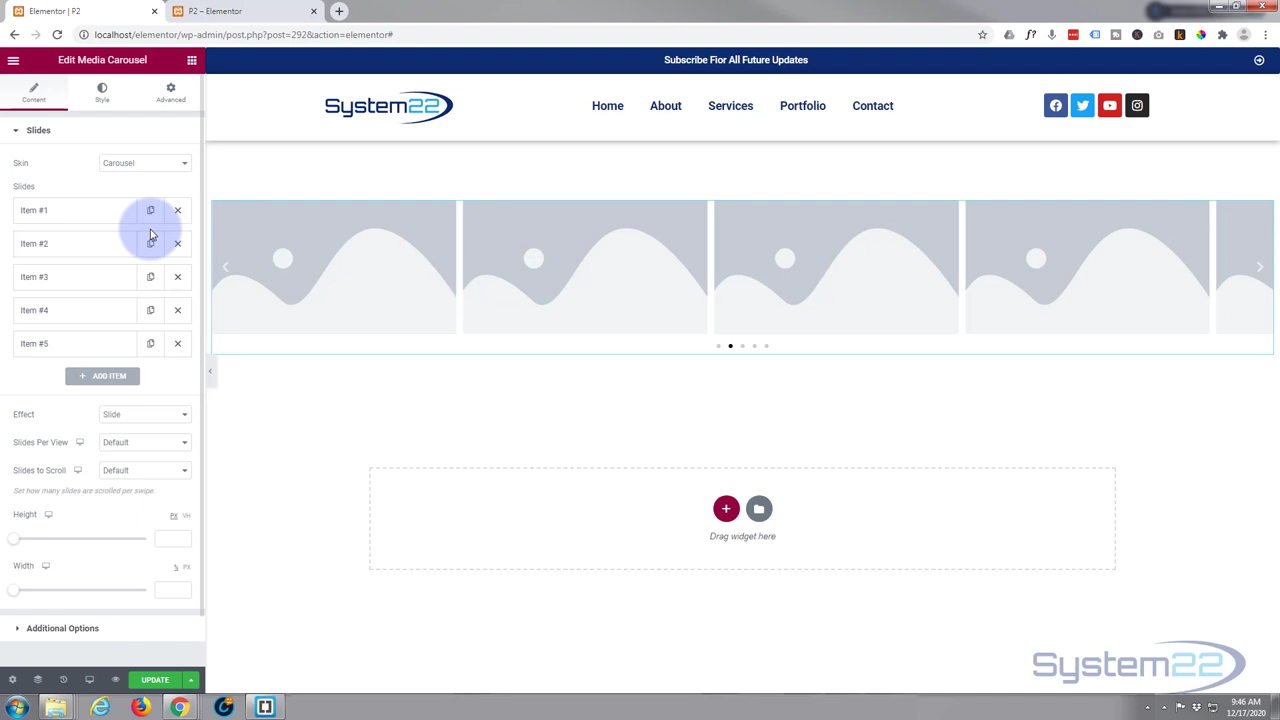 Elementor | P2
P2 – Elementor
localhost/elementor/wp-admin/post.php?post=292&action=elementor#
Edit Media Carousel
Content
Style
Advanced
Slides
Skin
Carousel
Slides
Item #1
Item #2
Item #3
Item #4
Item #5
ADD ITEM
Effect
Slide
Slides Per View
Default
Slides to Scroll
Default
Set how many slides are scrolled per swipe.
Height
PX VH
Width
% PX
Additional Options
UPDATE
Subscribe Fior All Future Updates
System22
Home
About
Services
Portfolio
Contact
Drag widget here
System22
9:46 AM
12/17/2020